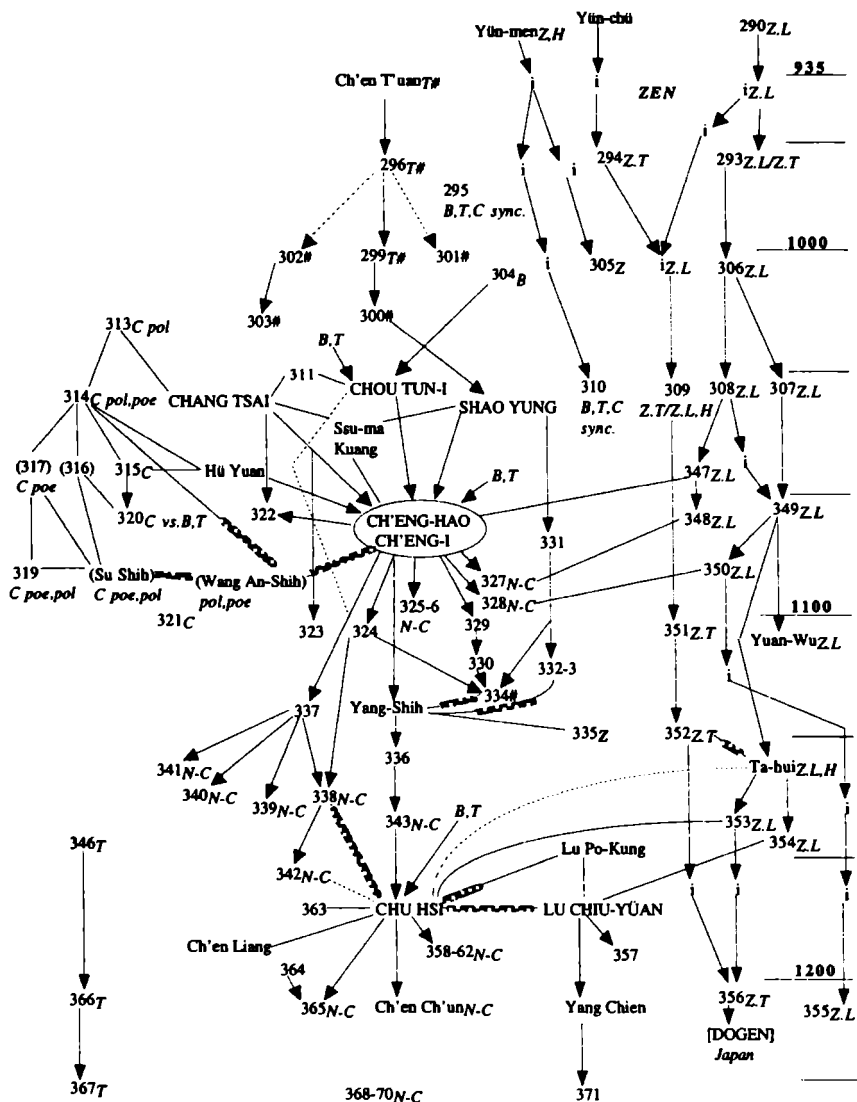 Yün-men Z,H
Yün-chü
290 Z.L
935
Ch'en T'uan T#
i
i
ZEN
i Z.L
i
296 T#
i
i
294 Z.T
293 Z.L/Z.T
295
B,T,C sync.
1000
302#
299 T#
301#
i
305 Z
i Z.L
306 Z.L
304 B
303#
300#
313 C pol
B,T
311
CHOU TUN-I
310
B,T,C
sync.
309
Z.T/Z.L,H
308 Z.L
307 Z.L
314 C pol,poe
CHANG TSAI
SHAO YUNG
Ssu-ma
Kuang
(317)
C poe
(316)
315 C
Hü Yuan
i
347 Z.L
B,T
320 C vs.B,T
322
CH'ENG-HAO
CH'ENG-I
348 Z.L
349 Z.L
331
319
C poe,pol
(Su Shih)
C poe,pol
(Wang An-Shih)
pol,poe
327 N-C
350 Z.L
325-6
N-C
328 N-C
321 C
1100
323
324
329
351 Z.T
Yuan-Wu Z.L
330
332-3
i
334#
337
Yang-Shih
335 Z
352 Z.T
336
Ta-hui Z.L,H
341 N-C
340 N-C
339 N-C
338 N-C
i
343 N-C
B,T
353 Z.L
354 Z.L
346 T
Lu Po-Kung
342 N-C
i
i
i
363
CHU HSI
LU CHIU-YÜAN
Ch'en Liang
358-62 N-C
357
364
1200
366 T
365 N-C
Ch'en Ch'un N-C
Yang Chien
356 Z.T
355 Z.L
[DOGEN]
Japan
367 T
368-70 N-C
371